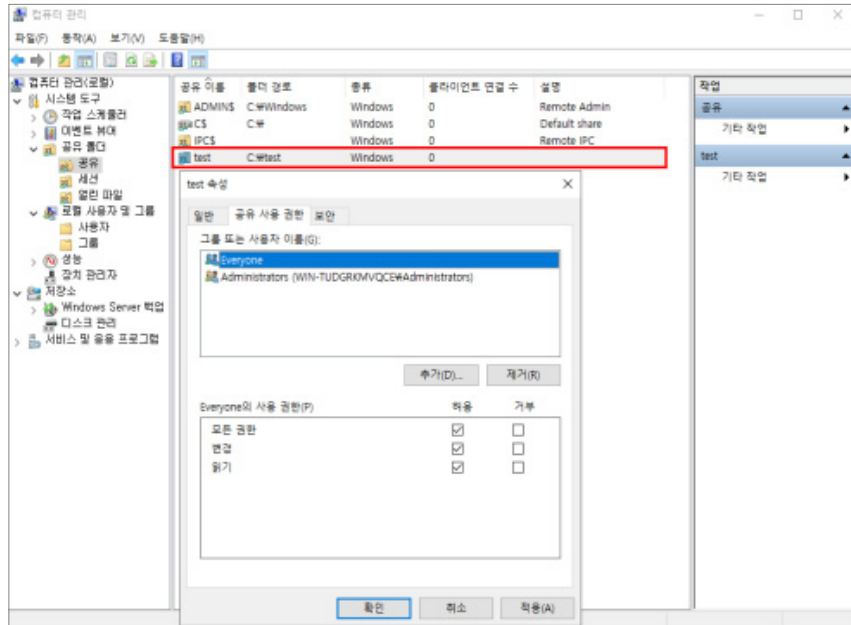 컴퓨터 관리
파일(F) 동작(A) 보기(V) 도움말(H)
컴퓨터 관리(로컬)
시스템 도구
작업 스케줄러
이벤트 뷰어
공유 폴더
공유
세션
열린 파일
로컬 사용자 및 그룹
사용자
그룹
성능
장치 관리자
저장소
Windows Server 백업
디스크 관리
서비스 및 응용 프로그램
공유 이름 폴더 경로 종류 클라이언트 연결 수 설명
ADMIN$ C:₩Windows Windows 0 Remote Admin
C$ C:₩ Windows 0 Default share
IPC$ Windows 0 Remote IPC
test C:₩test Windows 0
작업
공유
기타 작업
test
기타 작업
test 속성
일반 공유 사용 권한 보안
그룹 또는 사용자 이름(G):
Everyone
Administrators (WIN-TUDGRKMVQCE₩Administrators)
추가(D)... 제거(R)
Everyone의 사용 권한(P) 허용 거부
모든 권한
변경
읽기
확인 취소 적용(A)